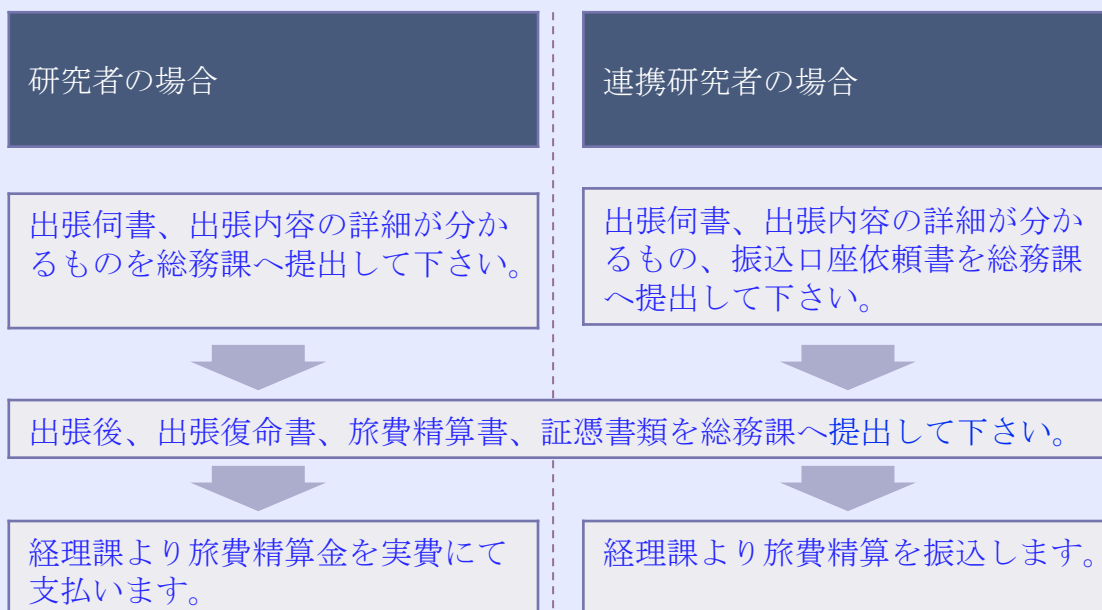 研究者の場合
連携研究者の場合
出張伺書、出張内容の詳細が分か
るものを総務課へ提出して下さい。
出張伺書、出張内容の詳細が分か
るもの、振込口座依頼書を総務課
へ提出して下さい。
出張後、出張復命書、旅費精算書、証憑書類を総務課へ提出して下さい。
経理課より旅費精算金を実費にて
支払います。
経理課より旅費精算を振込します。